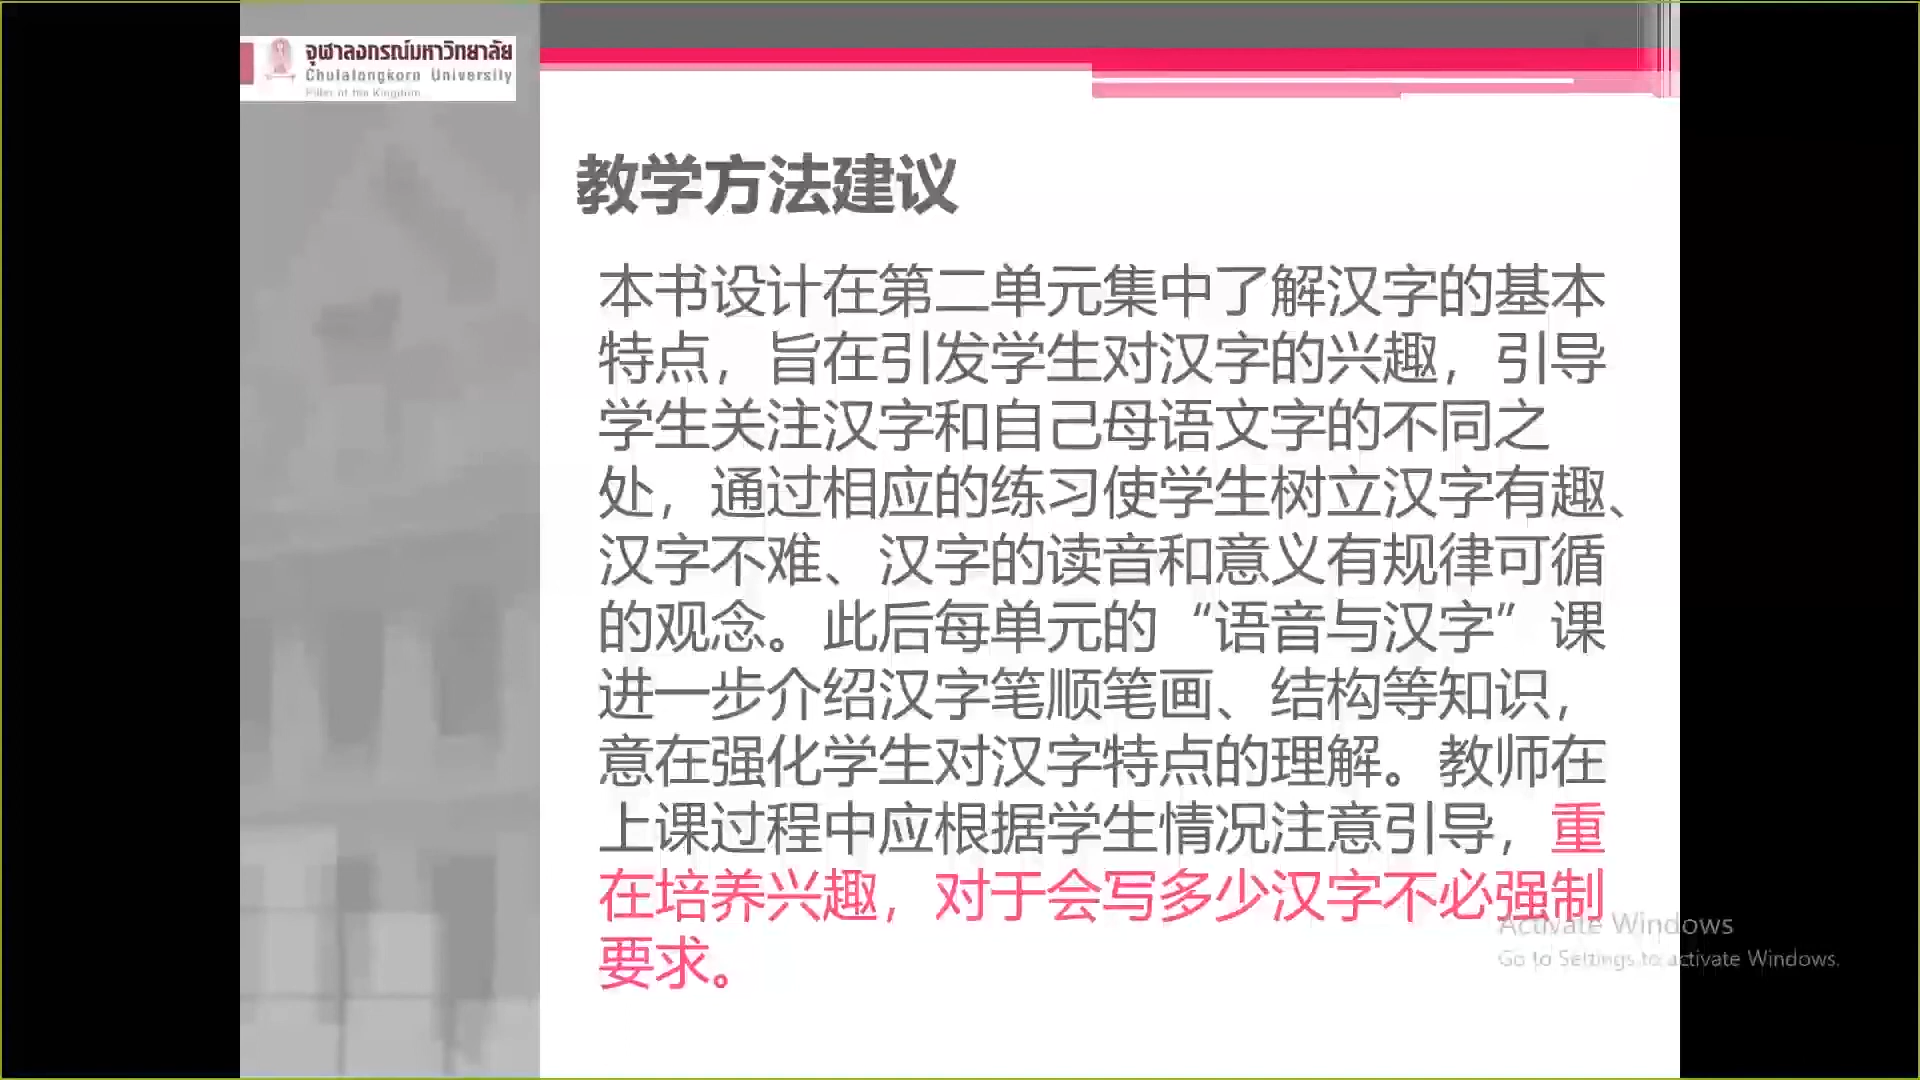 จุฬาลงกรณ์มหาวิทยาลัย
Chulalongkorn University
Pillar of the Kingdom
教学方法建议
本书设计在第二单元集中了解汉字的基本
特点，旨在引发学生对汉字的兴趣，引导
学生关注汉字和自己母语文字的不同之
处，通过相应的练习使学生树立汉字有趣、
汉字不难、汉字的读音和意义有规律可循
的观念。此后每单元的“语音与汉字”课
进一步介绍汉字笔顺笔画、结构等知识，
意在强化学生对汉字特点的理解。教师在
上课过程中应根据学生情况注意引导，重
在培养兴趣，对于会写多少汉字不必强制
要求。
Activate Windows
Go to Settings to activate Windows.